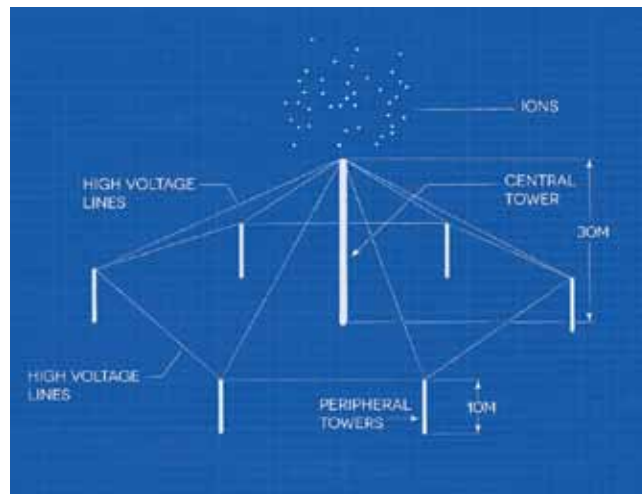 IONS
HIGH VOLTAGE
LINES
CENTRAL
TOWER
30M
HIGH VOLTAGE
LINES
PERIPHERAL
TOWERS
10M